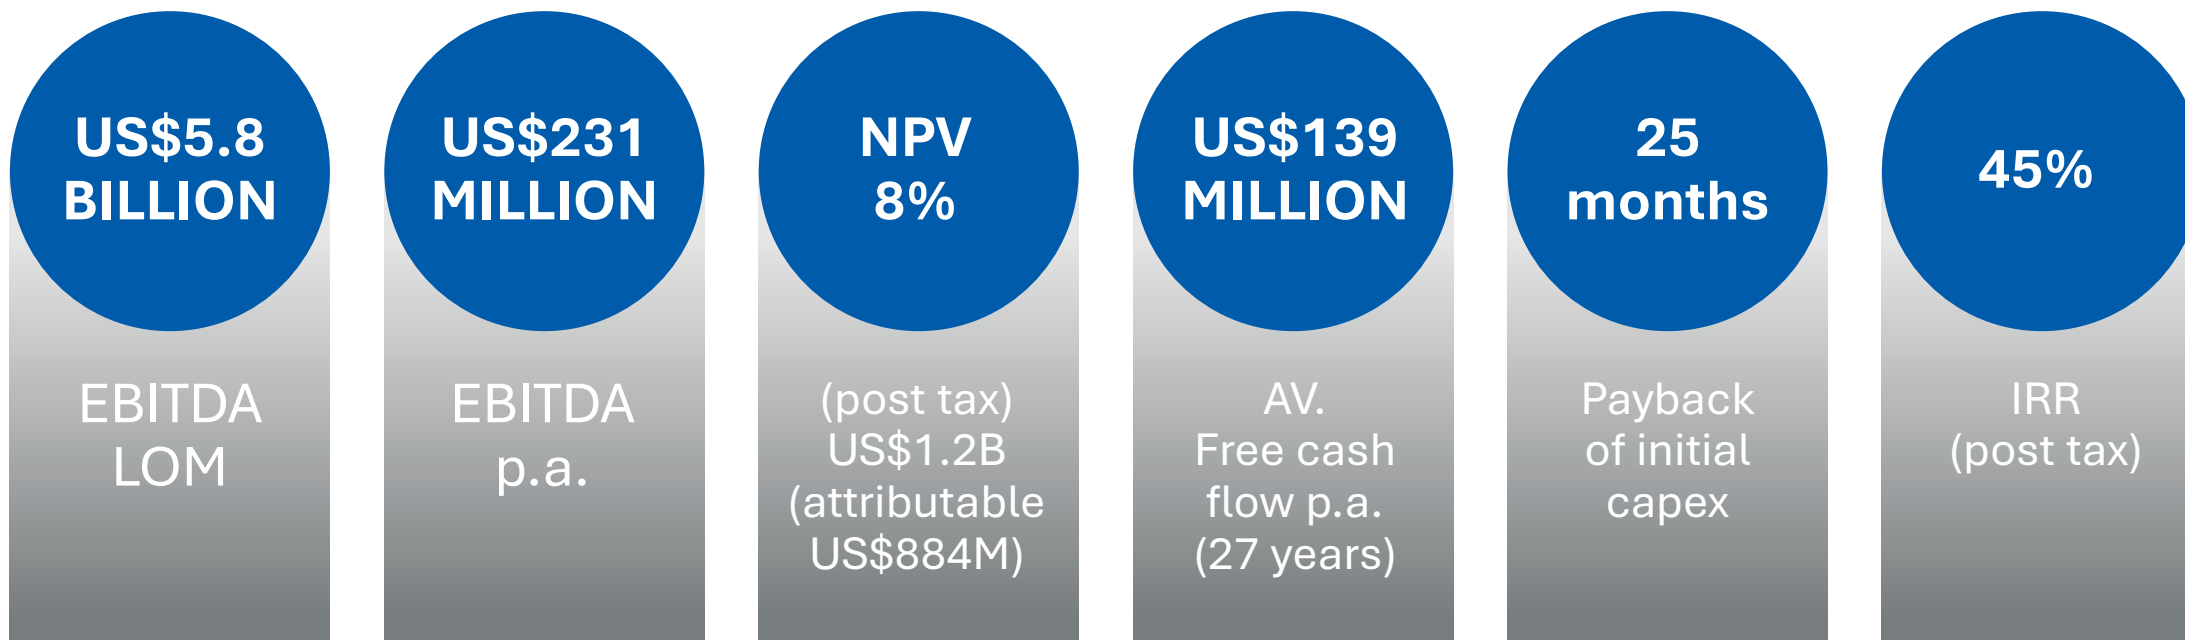 US$5.8
BILLION
EBITDA
LOM
US$231
MILLION
EBITDA
p.a.
NPV
8%
(post tax)
US$1.2B
(attributable
US$884M)
US$139
MILLION
AV.
Free cash
flow p.a.
(27 years)
25
months
Payback
of initial
capex
45%
IRR
(post tax)